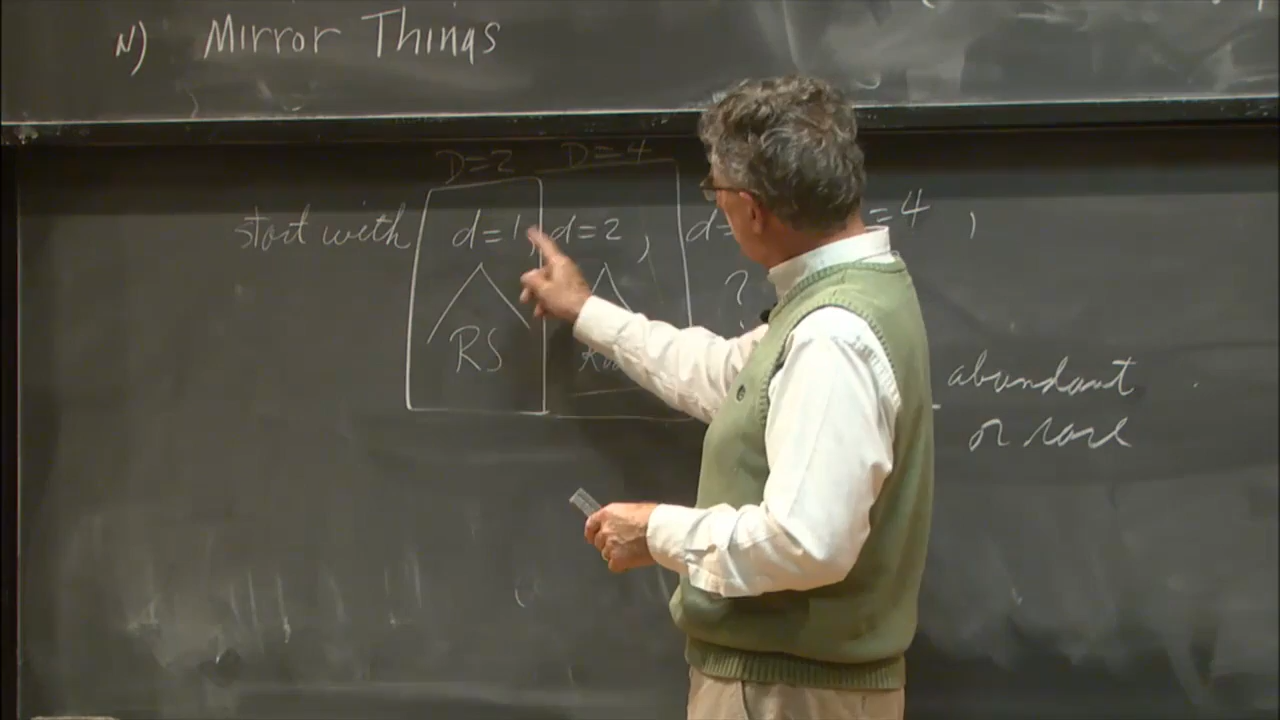 N) Mirror Things
D=2 D=4
start with d=1, d=2, d= =4 ,
?
RS
abundant
or rare